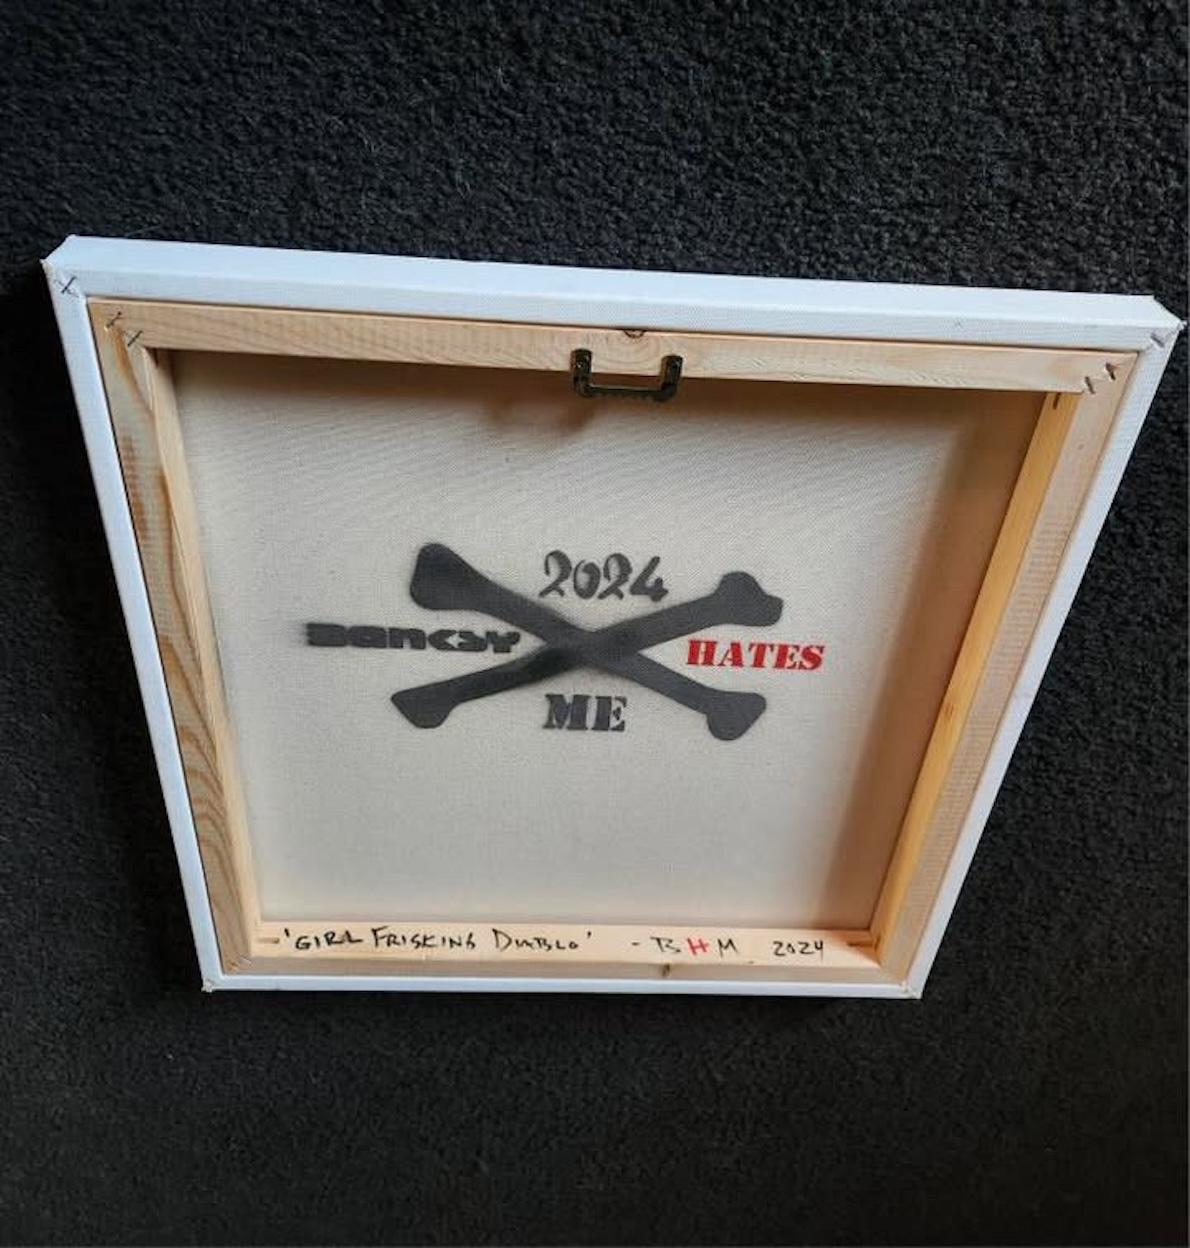 2024
BANKSY HATES
ME
'GIRL FRISKING DIABLO' - BHM 2024